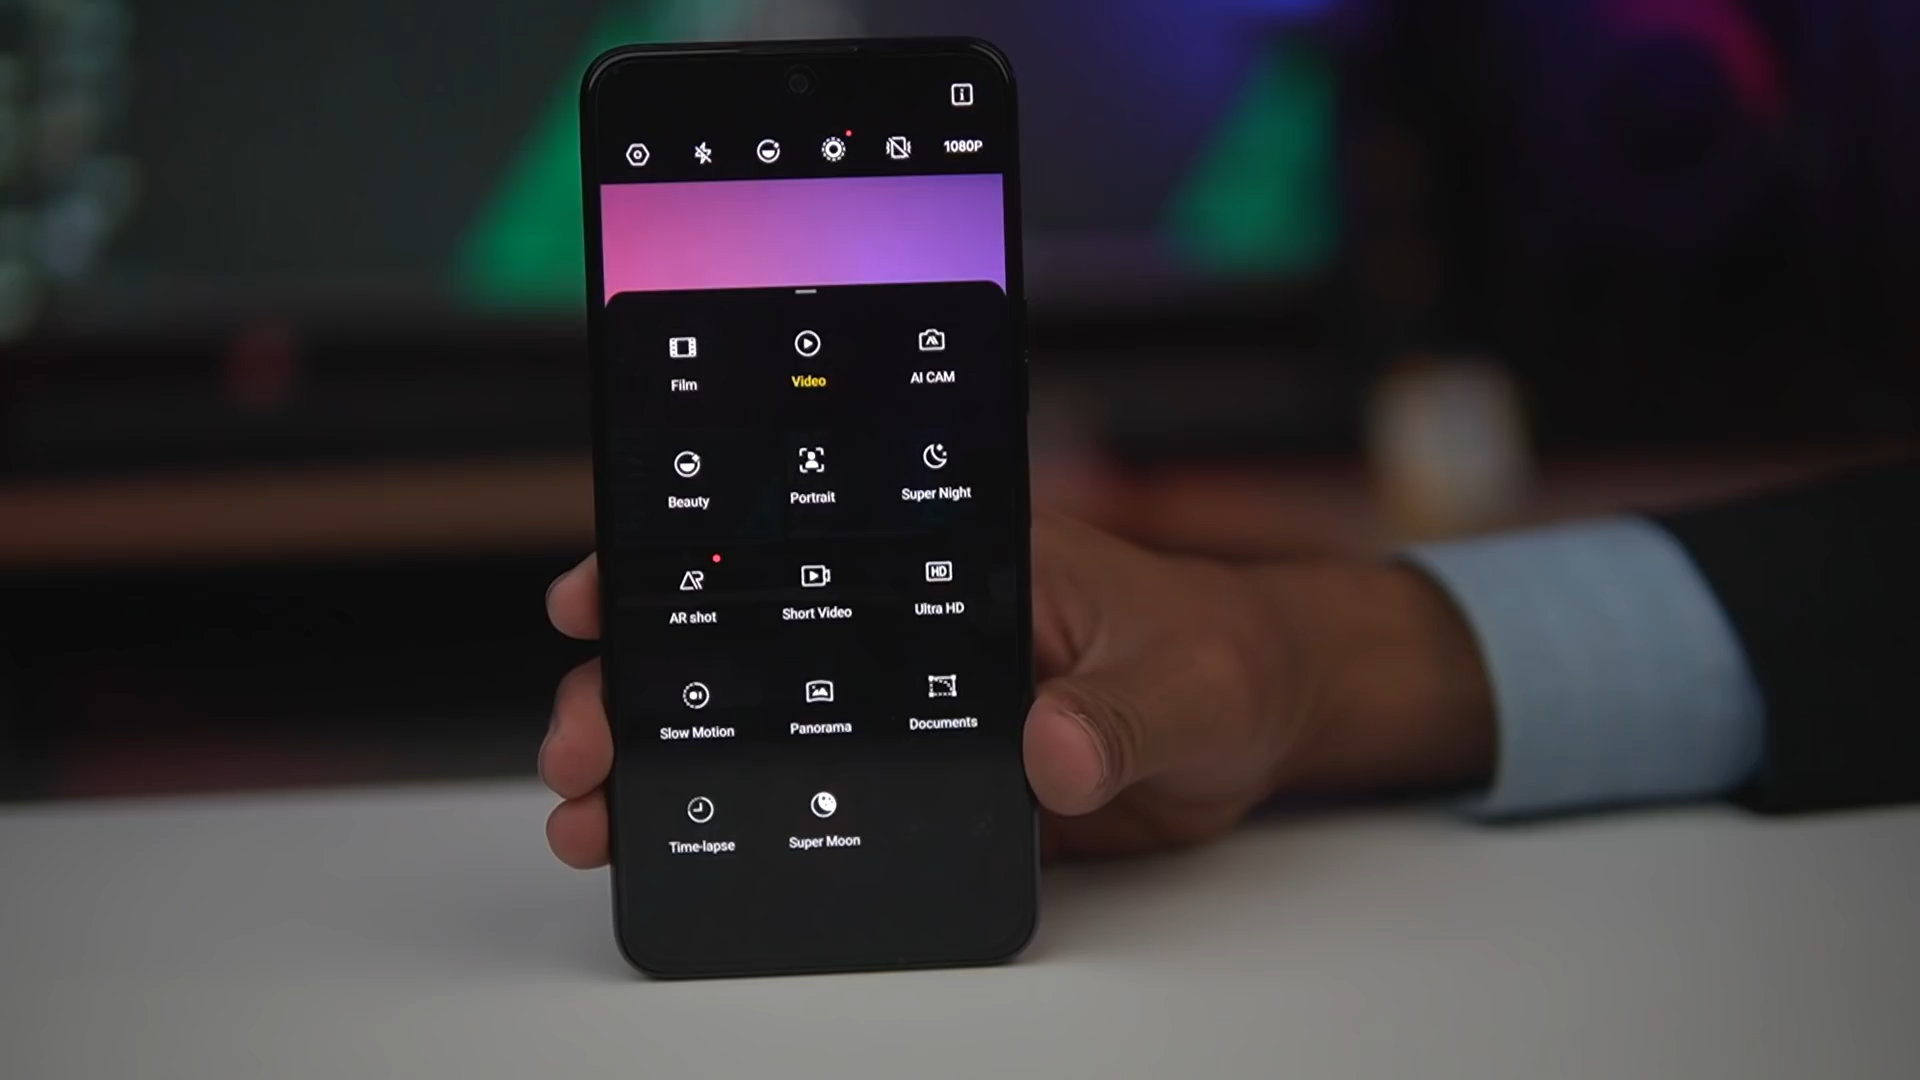 1080P
Film
Video
AI CAM
Beauty
Portrait
Super Night
AR shot
Short Video
Ultra HD
HD
Slow Motion
Panorama
Documents
Time-lapse
Super Moon